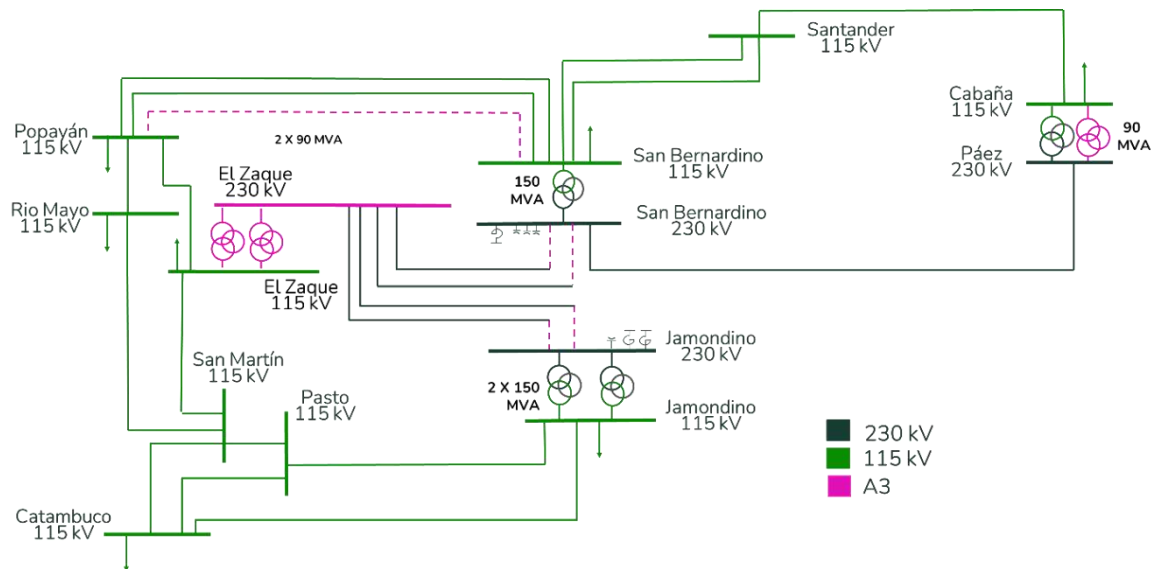 Santander
115 kV
Cabaña
115 kV
90
MVA
Páez
230 kV
Popayán
115 kV
2 X 90 MVA
San Bernardino
115 kV
El Zaque
230 kV
150
MVA
San Bernardino
230 kV
Rio Mayo
115 kV
El Zaque
115 kV
Jamondino
230 kV
San Martín
115 kV
Pasto
115 kV
2 X 150
MVA
Jamondino
115 kV
230 kV
115 kV
A3
Catambuco
115 kV